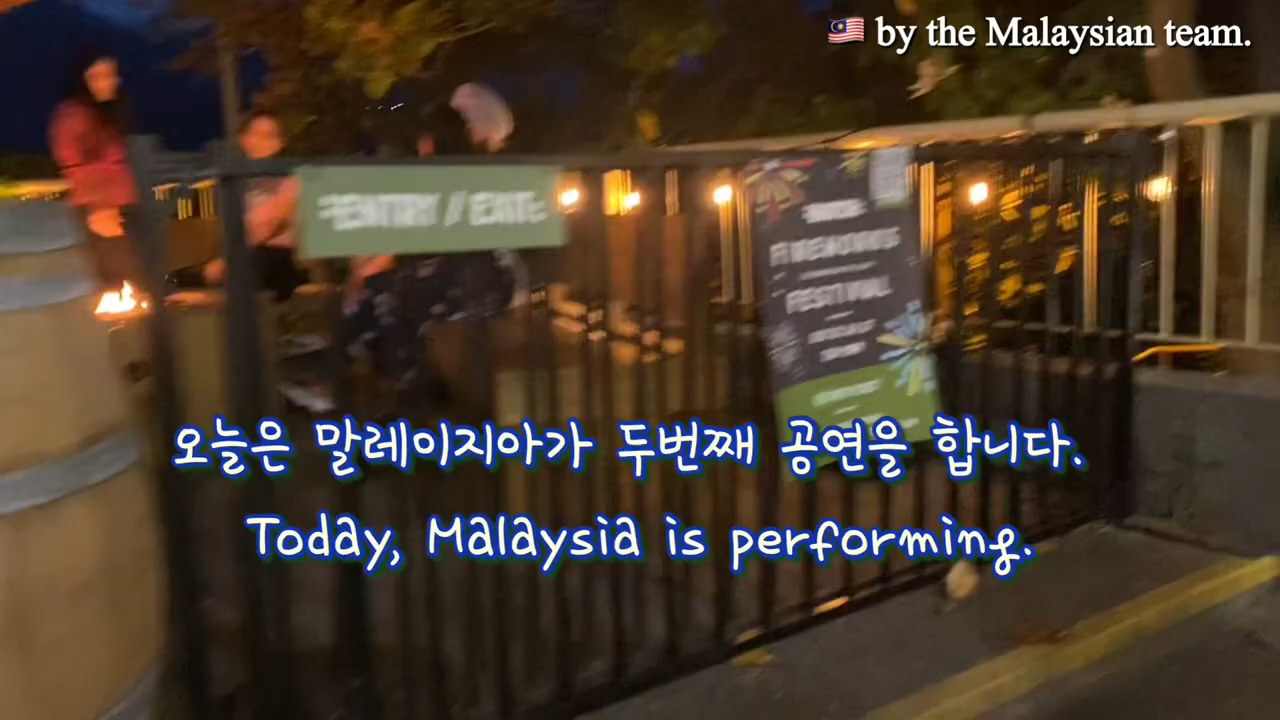 🇲🇾 by the Malaysian team.
ENTRY / EXIT
FIREWORKS
FESTIVAL
오늘은 말레이지아가 두번째 공연을 합니다.
Today, Malaysia is performing.